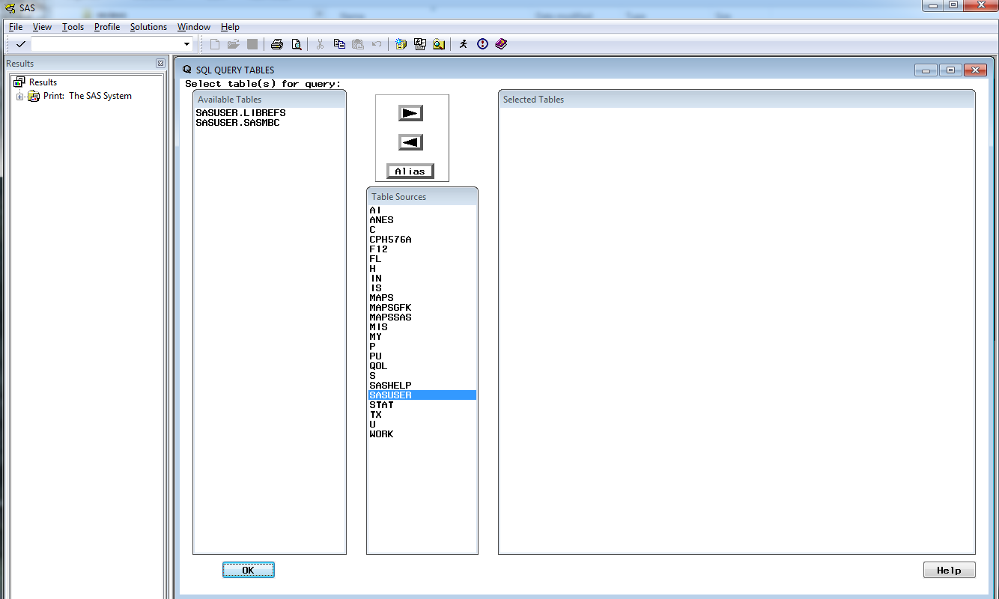 SAS
File View Tools Profile Solutions Window Help
Results
Results
Print: The SAS System
SQL QUERY TABLES
Select table(s) for query:
Available Tables
SASUSER.LIBREFS
SASUSER.SASMBC
Alias
Table Sources
AI
ANES
C
CPH576A
F12
FL
H
IN
IS
MAPS
MAPSGFK
MAPSSAS
MIS
MY
P
PU
QOL
S
SASHELP
SASUSER
STAT
TX
U
WORK
Selected Tables
OK
Help